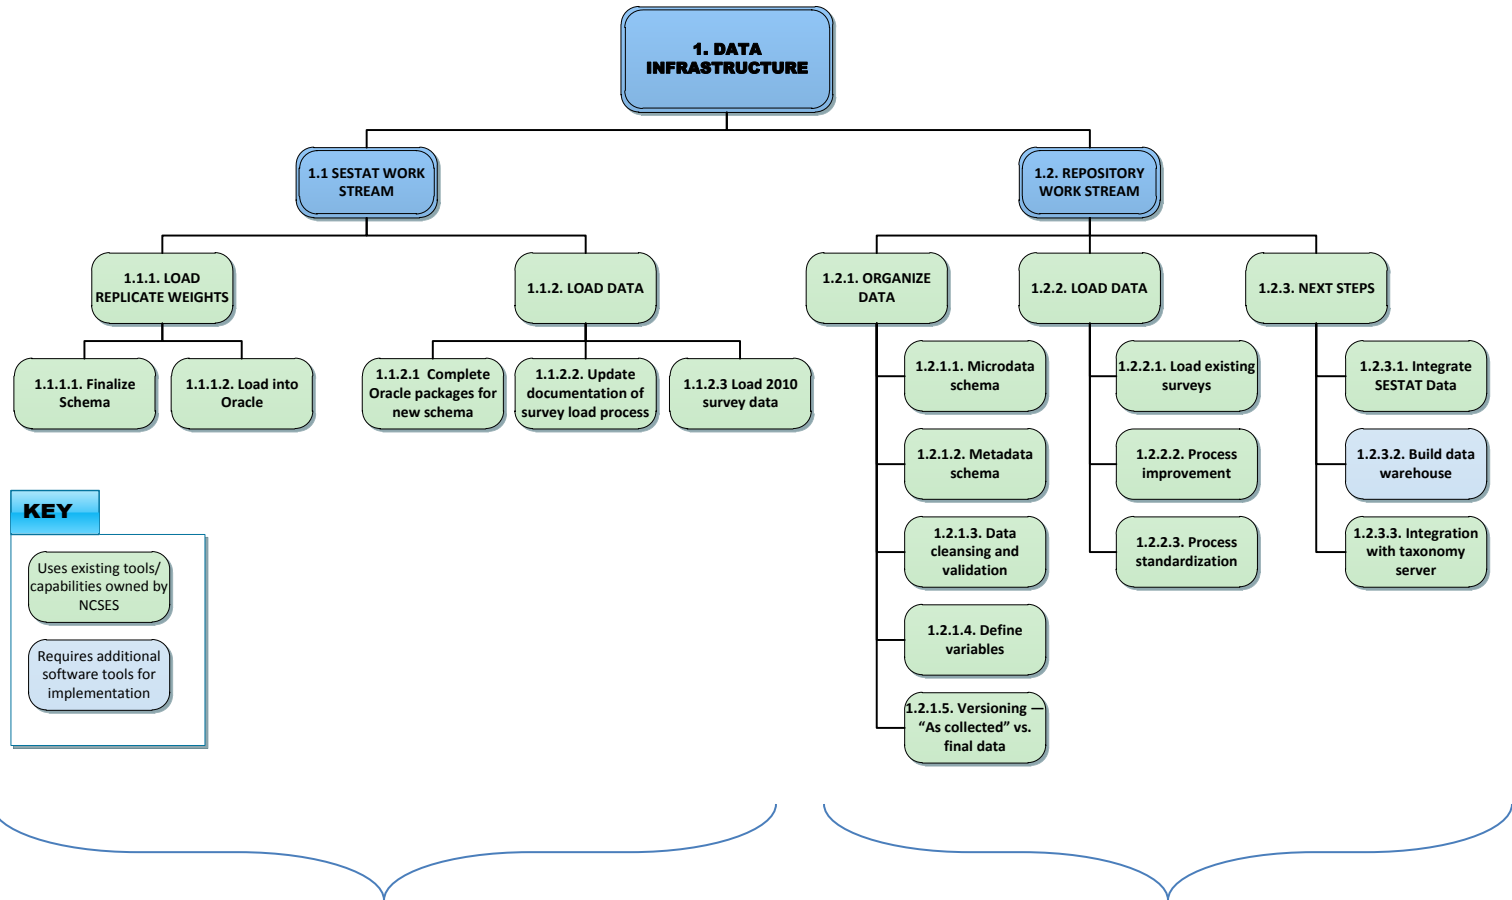 1. DATA
INFRASTRUCTURE
1.1 SESTAT WORK
STREAM
1.2. REPOSITORY
WORK STREAM
1.1.1. LOAD
REPLICATE WEIGHTS
1.1.2. LOAD DATA
1.2.1. ORGANIZE
DATA
1.2.2. LOAD DATA
1.2.3. NEXT STEPS
1.1.1.1. Finalize
Schema
1.1.1.2. Load into
Oracle
1.1.2.1  Complete
Oracle packages for
new schema
1.1.2.2. Update
documentation of
survey load process
1.1.2.3 Load 2010
survey data
1.2.1.1. Microdata
schema
1.2.1.2. Metadata
schema
1.2.1.3. Data
cleansing and
validation
1.2.1.4. Define
variables
1.2.1.5. Versioning —
“As collected” vs.
final data
1.2.2.1. Load existing
surveys
1.2.2.2. Process
improvement
1.2.2.3. Process
standardization
1.2.3.1. Integrate
SESTAT Data
1.2.3.2. Build data
warehouse
1.2.3.3. Integration
with taxonomy
server
KEY
Uses existing tools/
capabilities owned by
NCSES
Requires additional
software tools for
implementation